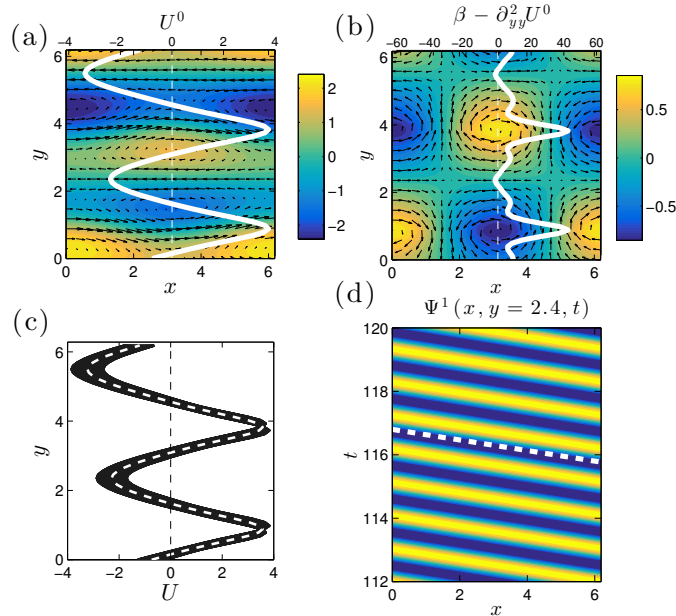 (a) U⁰ (b) β − ∂²_yy U⁰
−4 −2 0 2 4 −60 −40 −20 0 20 40 60
6 6
4 4
y y
2 2
0 0
0 2 4 6 0 2 4 6
x x
2
1
0
−1
−2
0.5
0
−0.5
(c) (d) Ψ¹(x, y = 2.4, t)
6 120
4 118
y t 116
2 114
0 112
−4 −2 0 2 4 0 2 4 6
U x